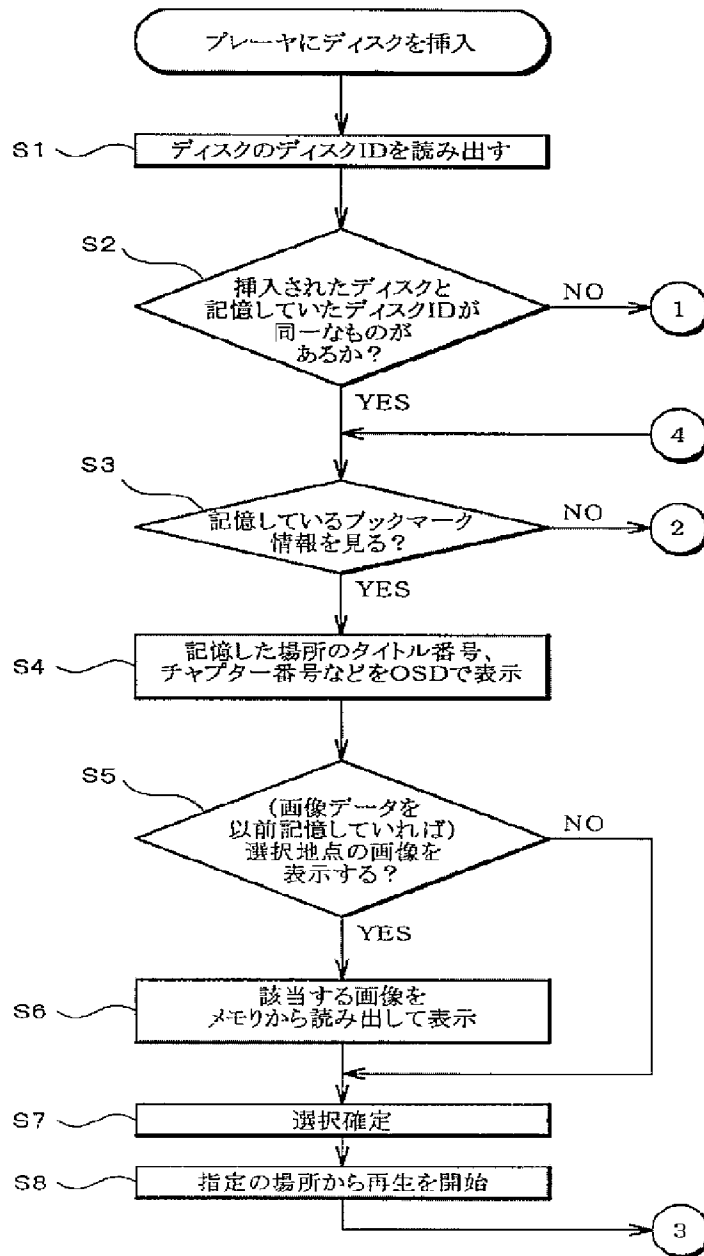 プレーヤにディスクを挿入
S1
ディスクのディスクIDを読み出す
S2
挿入されたディスクと
記憶していたディスクIDが
同一なものが
あるか?
NO
1
YES
4
S3
記憶しているブックマーク
情報を見る?
NO
2
YES
S4
記憶した場所のタイトル番号、
チャプター番号などをOSDで表示
S5
(画像データを
以前記憶していれば)
選択地点の画像を
表示する?
NO
YES
S6
該当する画像を
メモリから読み出して表示
S7
選択確定
S8
指定の場所から再生を開始
3